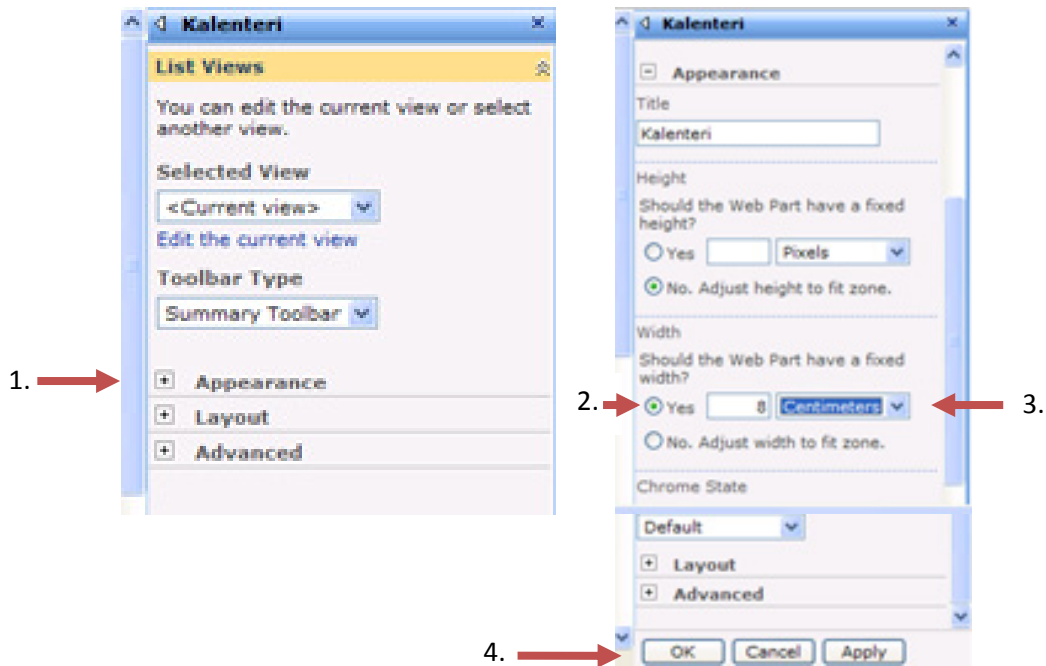 Kalenteri
List Views
You can edit the current view or select
another view.
Selected View
<Current view>
Edit the current view
Toolbar Type
Summary Toolbar
1.
Appearance
Layout
Advanced
Kalenteri
Appearance
Title
Kalenteri
Height
Should the Web Part have a fixed
height?
Yes Pixels
No. Adjust height to fit zone.
Width
Should the Web Part have a fixed
width?
2. Yes 8 Centimeters 3.
No. Adjust width to fit zone.
Chrome State
Default
Layout
Advanced
4. OK Cancel Apply